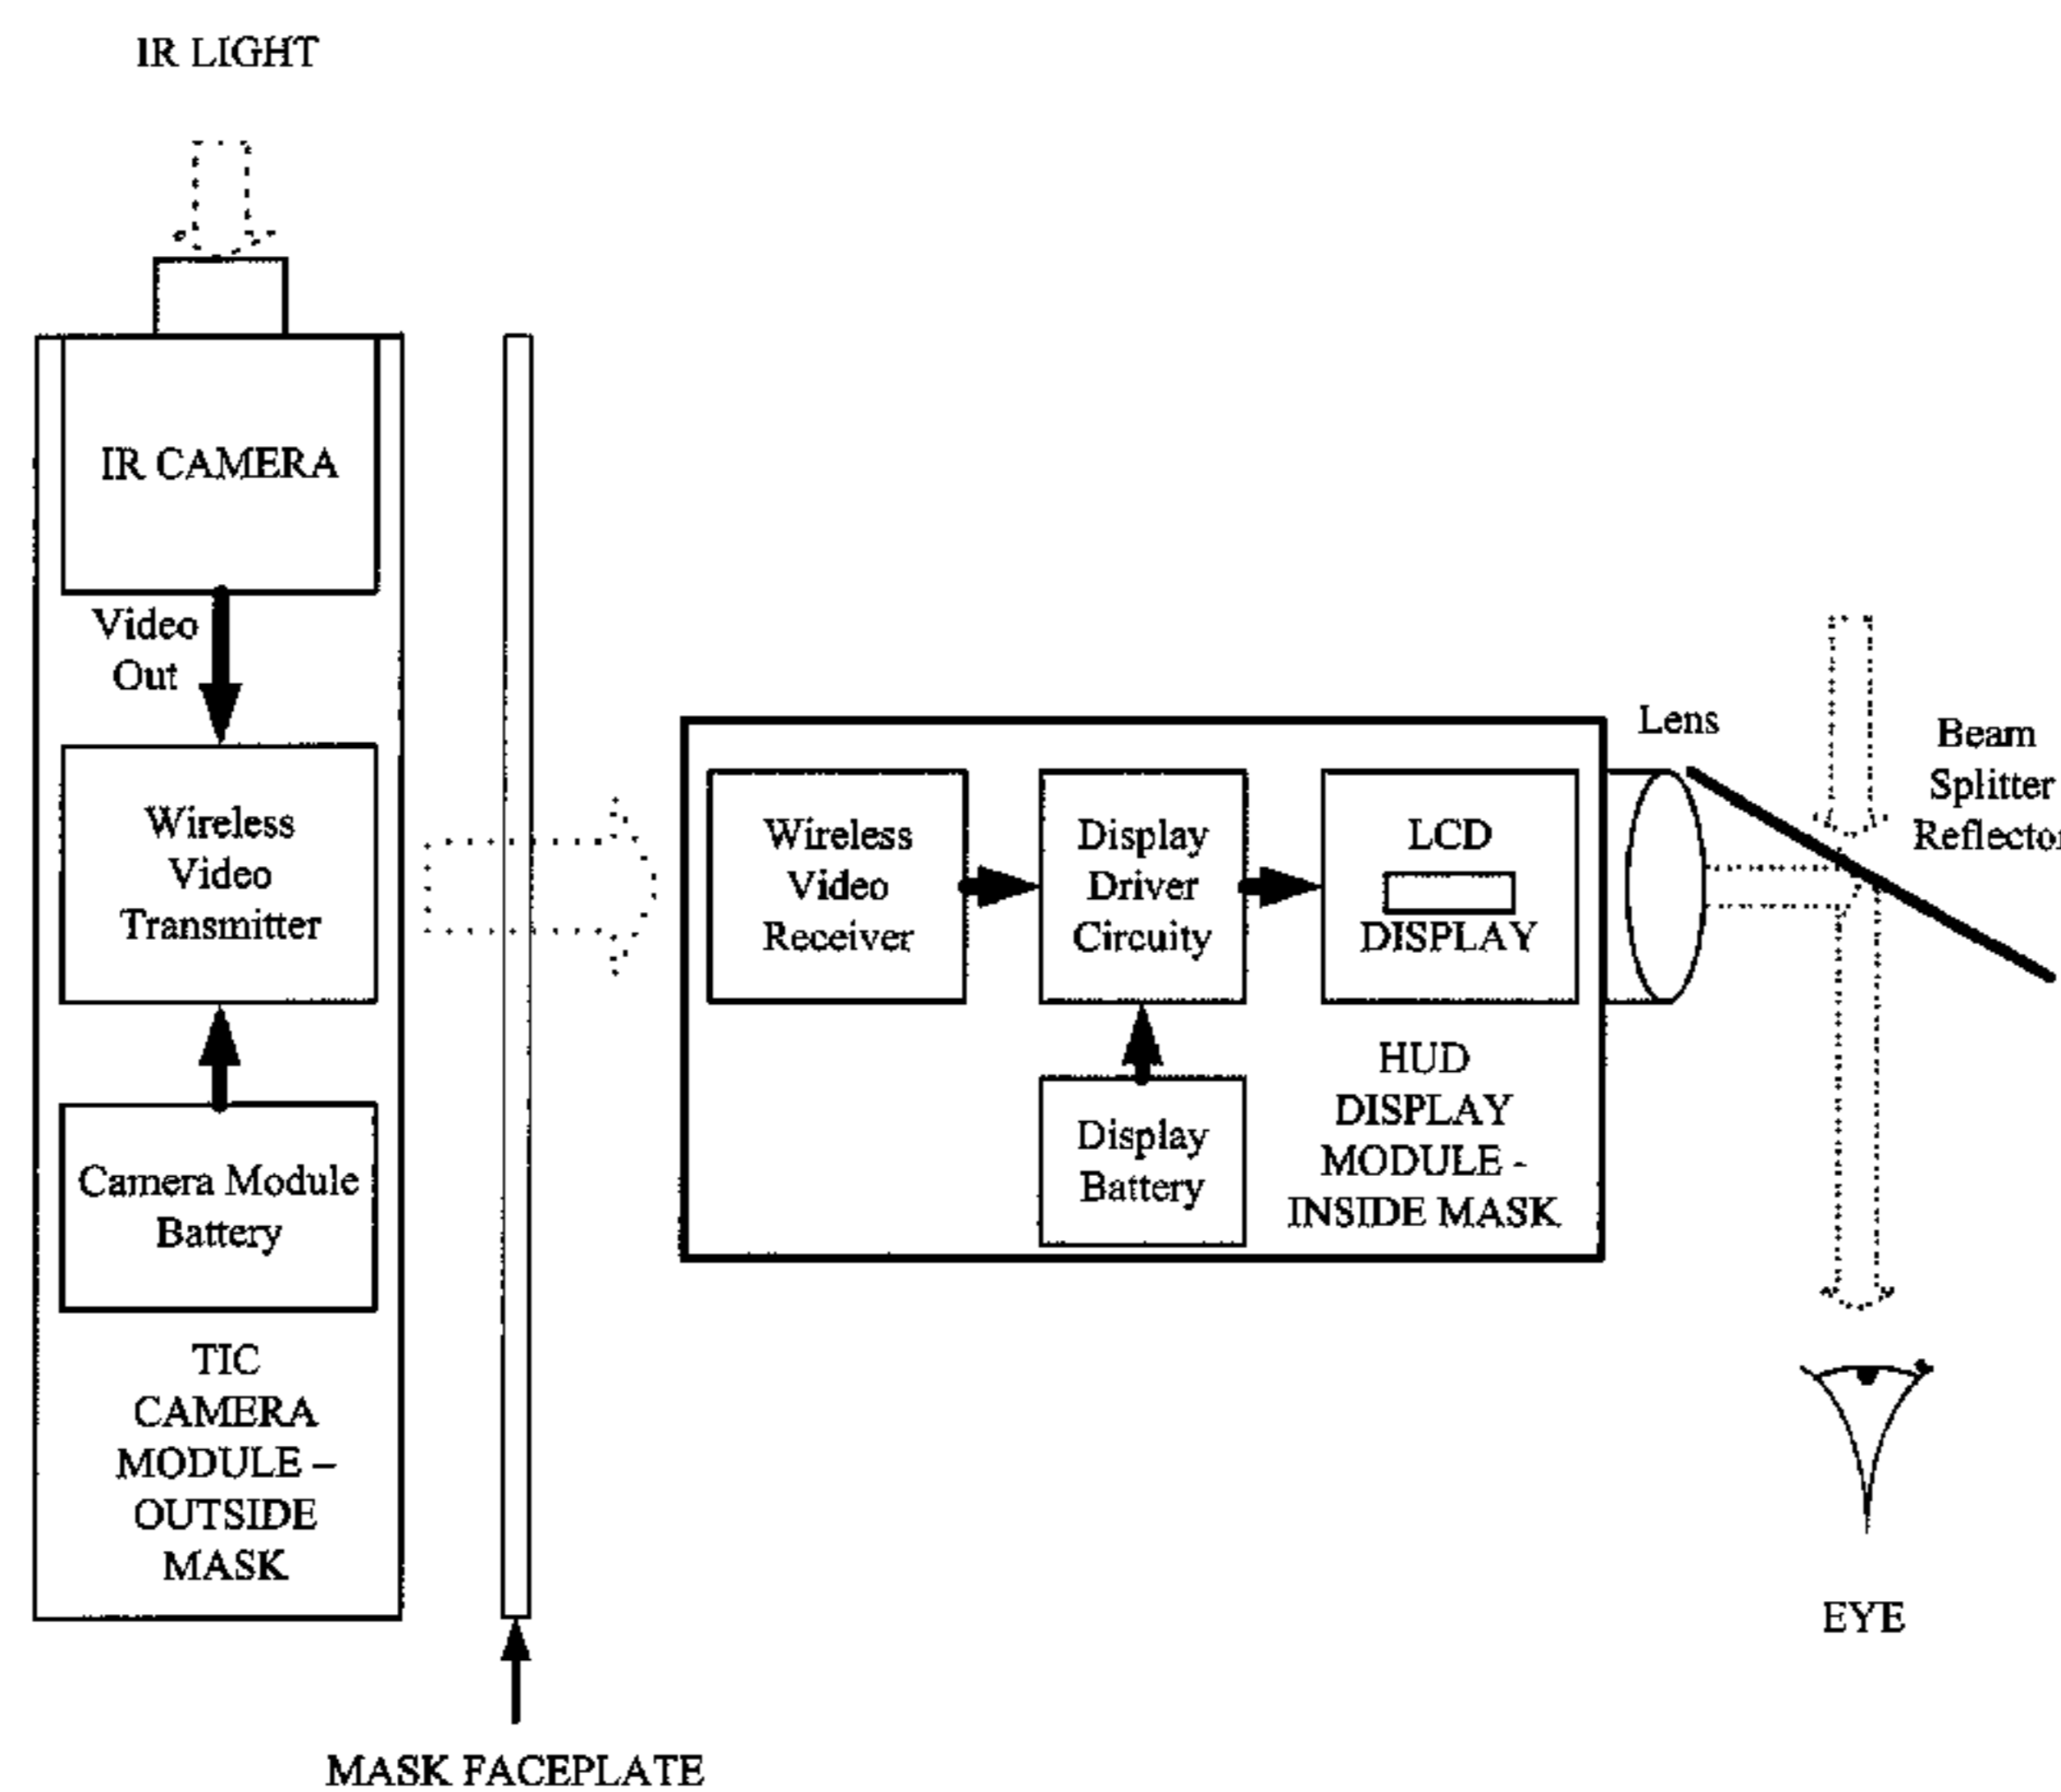 IR LIGHT
IR CAMERA
Video
Out
Wireless
Video
Transmitter
Camera Module
Battery
TIC
CAMERA
MODULE –
OUTSIDE
MASK
MASK FACEPLATE
Wireless
Video
Receiver
Display
Driver
Circuity
LCD
DISPLAY
Display
Battery
HUD
DISPLAY
MODULE -
INSIDE MASK
Lens
Beam
Splitter
Reflector
EYE